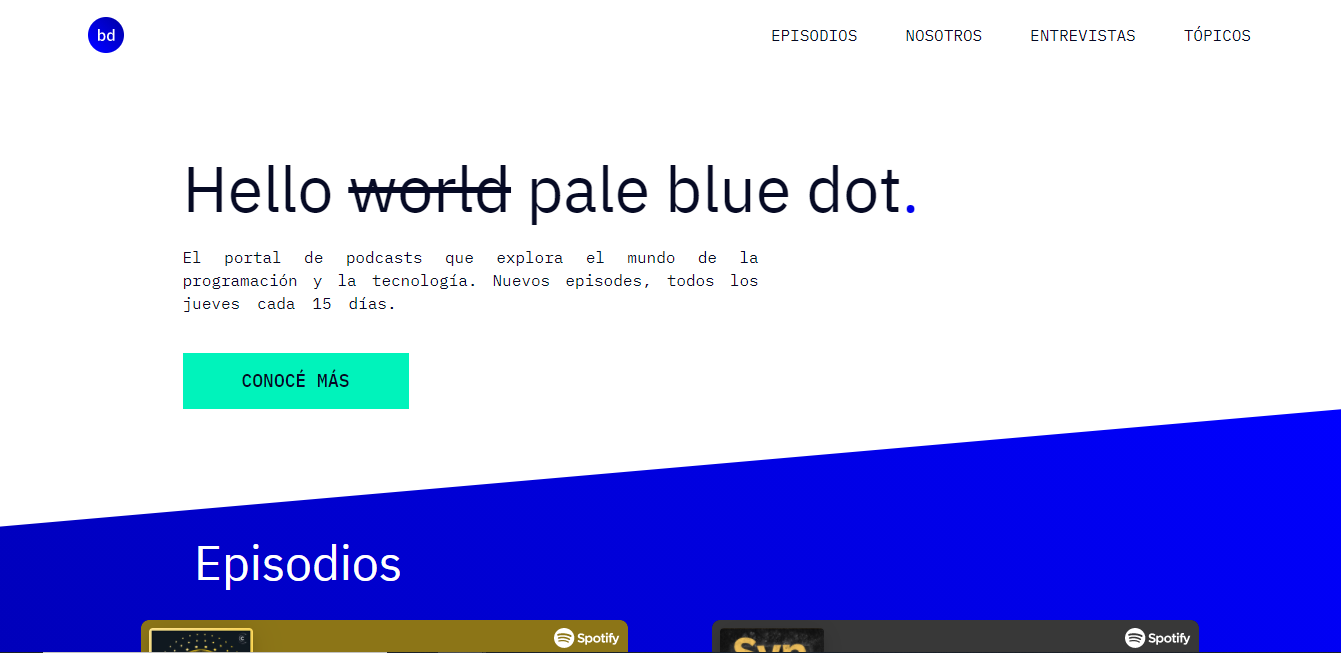 bd
EPISODIOS NOSOTROS ENTREVISTAS TÓPICOS
Hello world pale blue dot.
El portal de podcasts que explora el mundo de la
programación y la tecnología. Nuevos episodes, todos los
jueves cada 15 días.
CONOCÉ MÁS
Episodios
Spotify
Spotify